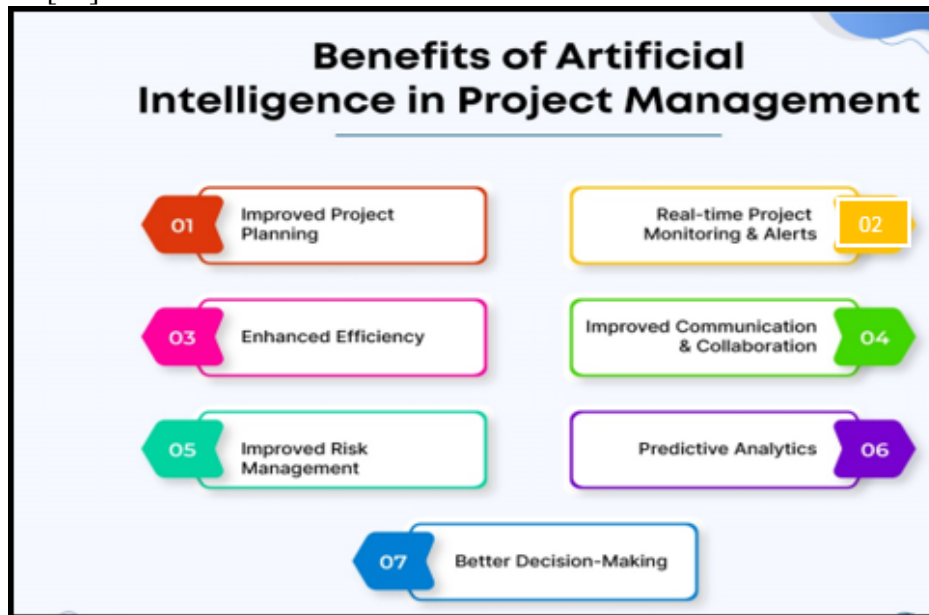 Benefits of Artificial
Intelligence in Project Management
01
Improved Project
Planning
Real-time Project
Monitoring & Alerts
02
03
Enhanced Efficiency
Improved Communication
& Collaboration
04
05
Improved Risk
Management
Predictive Analytics
06
07
Better Decision-Making